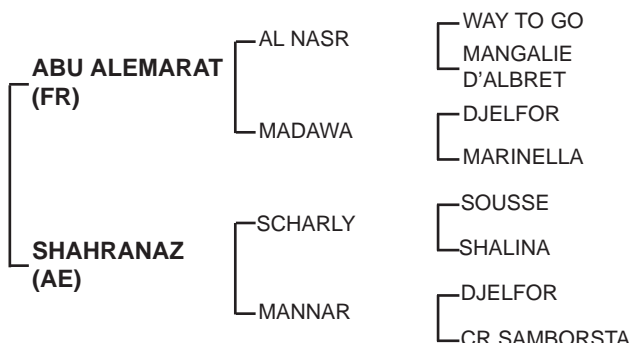 ABU ALEMARAT
(FR)
AL NASR
WAY TO GO
MANGALIE
D'ALBRET
MADAWA
DJELFOR
MARINELLA
SHAHRANAZ
(AE)
SCHARLY
SOUSSE
SHALINA
MANNAR
DJELFOR
CR SAMBORSTA